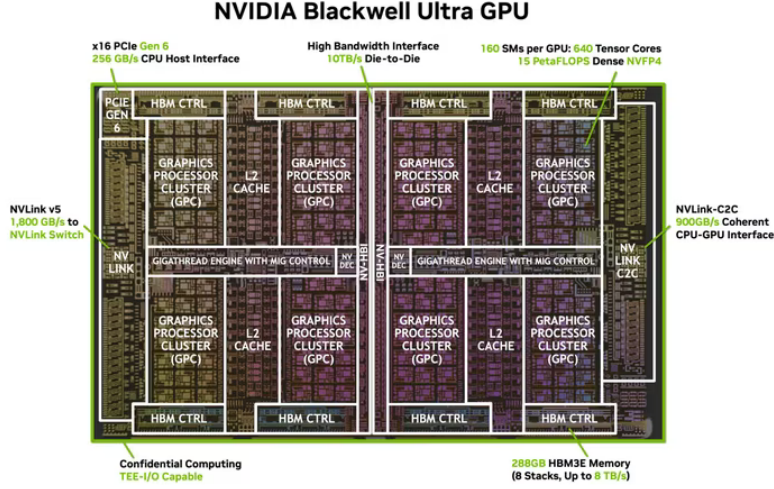 NVIDIA Blackwell Ultra GPU
x16 PCIe Gen 6
256 GB/s CPU Host Interface
High Bandwidth Interface
10TB/s Die-to-Die
160 SMs per GPU: 640 Tensor Cores
15 PetaFLOPS Dense NVFP4
PCIE
GEN
6
HBM CTRL
HBM CTRL
HBM CTRL
HBM CTRL
GRAPHICS
PROCESSOR
CLUSTER
(GPC)
L2
CACHE
GRAPHICS
PROCESSOR
CLUSTER
(GPC)
GRAPHICS
PROCESSOR
CLUSTER
(GPC)
L2
CACHE
GRAPHICS
PROCESSOR
CLUSTER
(GPC)
NVLink v5
1,800 GB/s to
NVLink Switch
NV
LINK
GIGATHREAD ENGINE WITH MIG CONTROL
NV
DEC
NV-HBI
NV-HBI
NV
DEC
GIGATHREAD ENGINE WITH MIG CONTROL
NV
LINK
C2C
NVLink-C2C
900GB/s Coherent
CPU-GPU Interface
GRAPHICS
PROCESSOR
CLUSTER
(GPC)
L2
CACHE
GRAPHICS
PROCESSOR
CLUSTER
(GPC)
GRAPHICS
PROCESSOR
CLUSTER
(GPC)
L2
CACHE
GRAPHICS
PROCESSOR
CLUSTER
(GPC)
HBM CTRL
HBM CTRL
HBM CTRL
HBM CTRL
Confidential Computing
TEE-I/O Capable
288GB HBM3E Memory
(8 Stacks, Up to 8 TB/s)